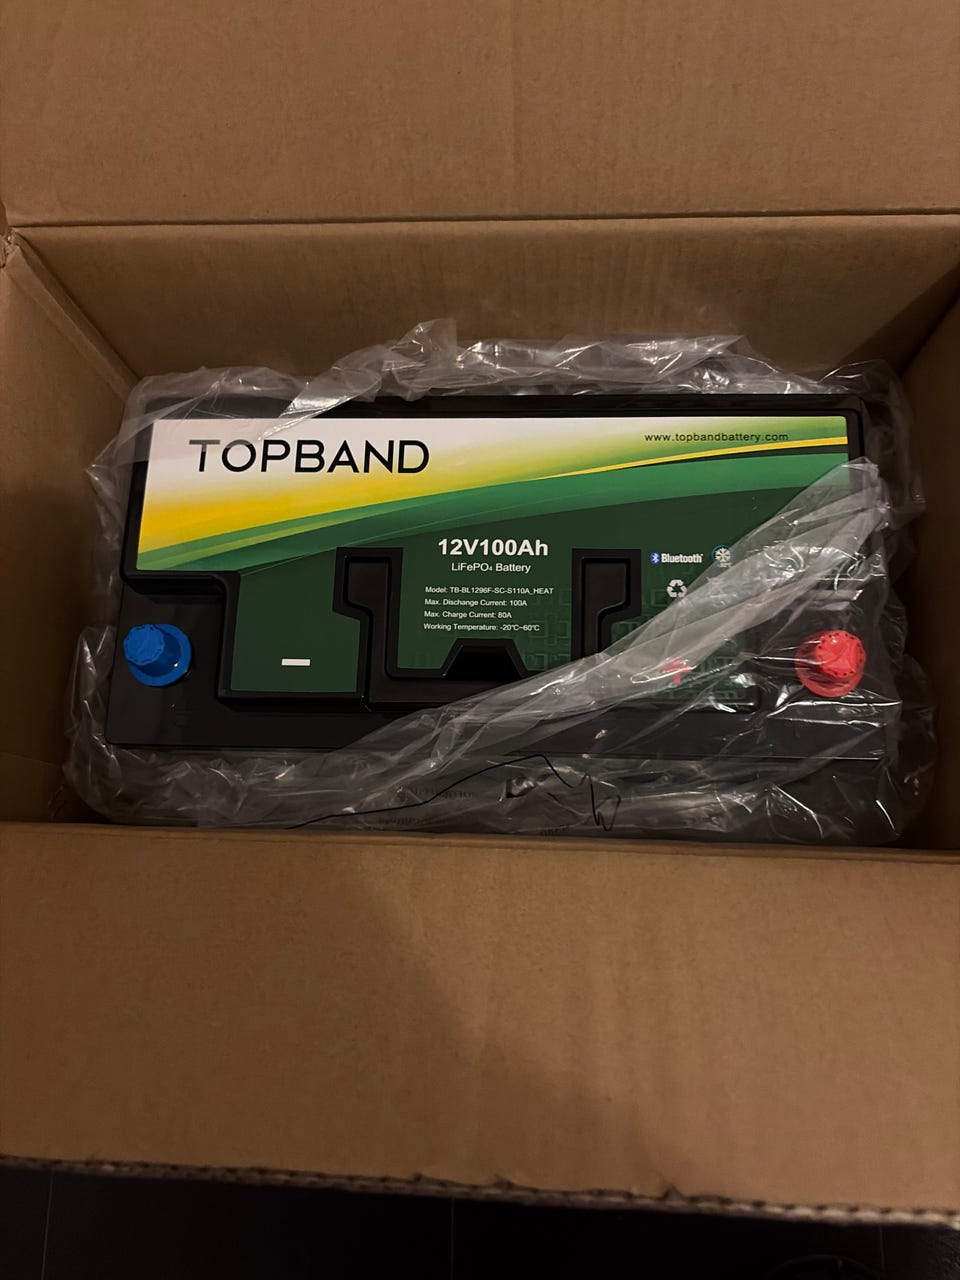 TOPBAND
www.topbandbattery.com
12V100Ah
LiFePO₄ Battery
Bluetooth
Model: TB-BL1296F-SC-S110A_HEAT
Max. Discharge Current: 100A
Max. Charge Current: 80A
Working Temperature: -20℃~60℃